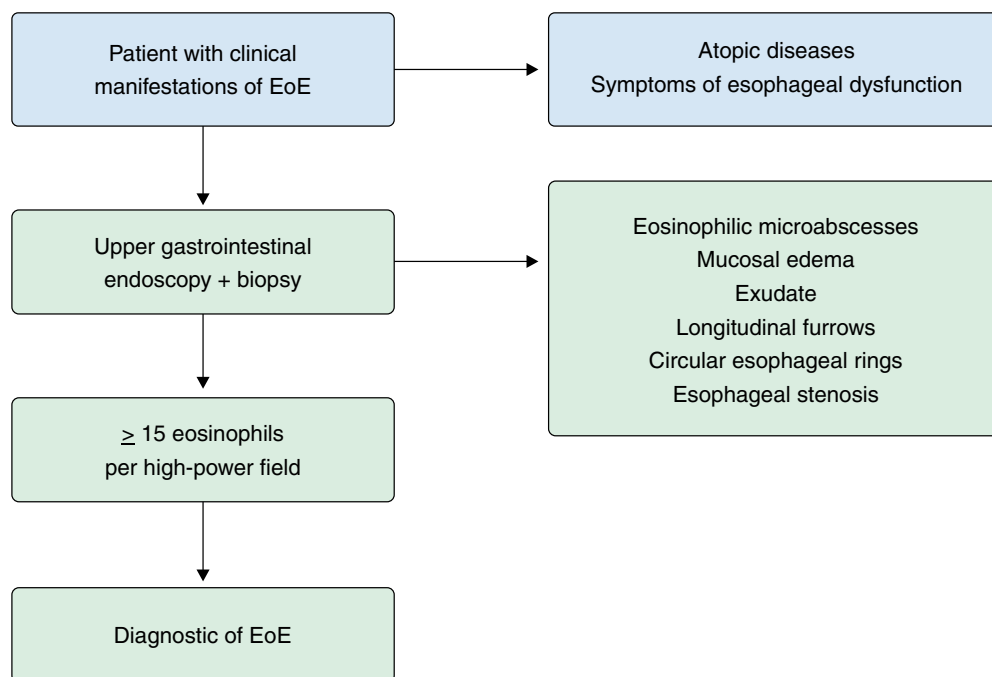 Patient with clinical
manifestations of EoE
Atopic diseases
Symptoms of esophageal dysfunction
Upper gastrointestinal
endoscopy + biopsy
Eosinophilic microabscesses
Mucosal edema
Exudate
Longitudinal furrows
Circular esophageal rings
Esophageal stenosis
≥ 15 eosinophils
per high-power field
Diagnostic of EoE